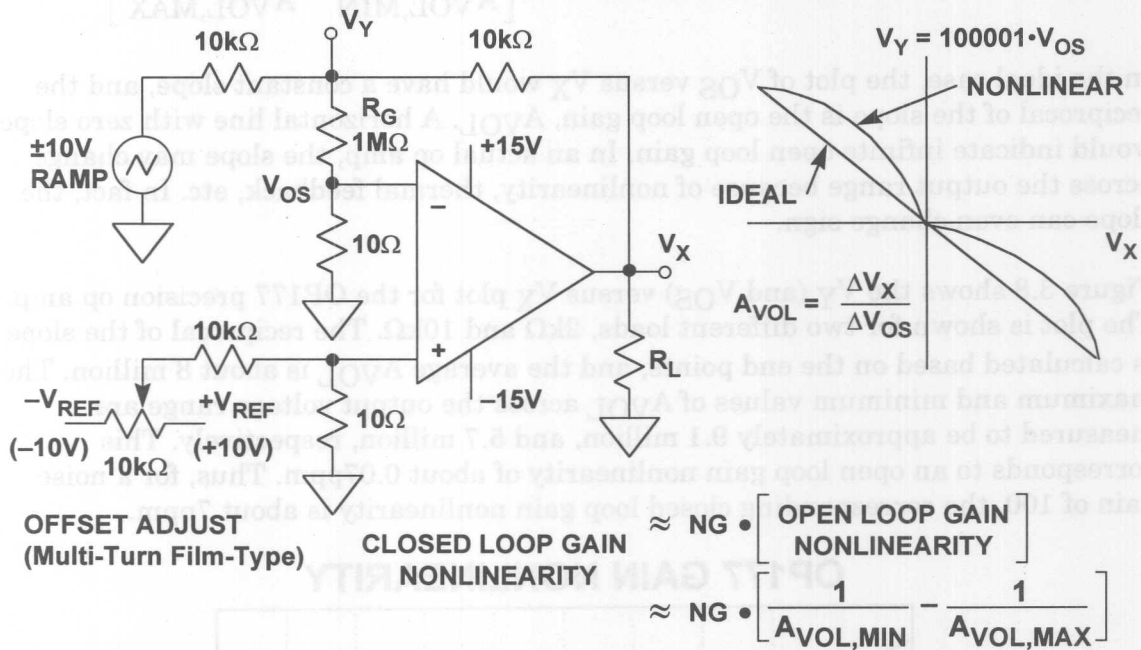 V_Y
10kΩ
10kΩ
R_G
1MΩ
+15V
±10V
RAMP
V_OS
−
10Ω
V_X
10kΩ
+
R_L
−15V
−V_REF
+V_REF
10Ω
(−10V)
10kΩ
(+10V)
OFFSET ADJUST
(Multi-Turn Film-Type)
V_Y = 100001•V_OS
NONLINEAR
IDEAL
V_X
A_VOL = ΔV_X / ΔV_OS
CLOSED LOOP GAIN
NONLINEARITY
≈ NG • [OPEN LOOP GAIN
NONLINEARITY]
≈ NG • [1 / A_VOL,MIN − 1 / A_VOL,MAX]